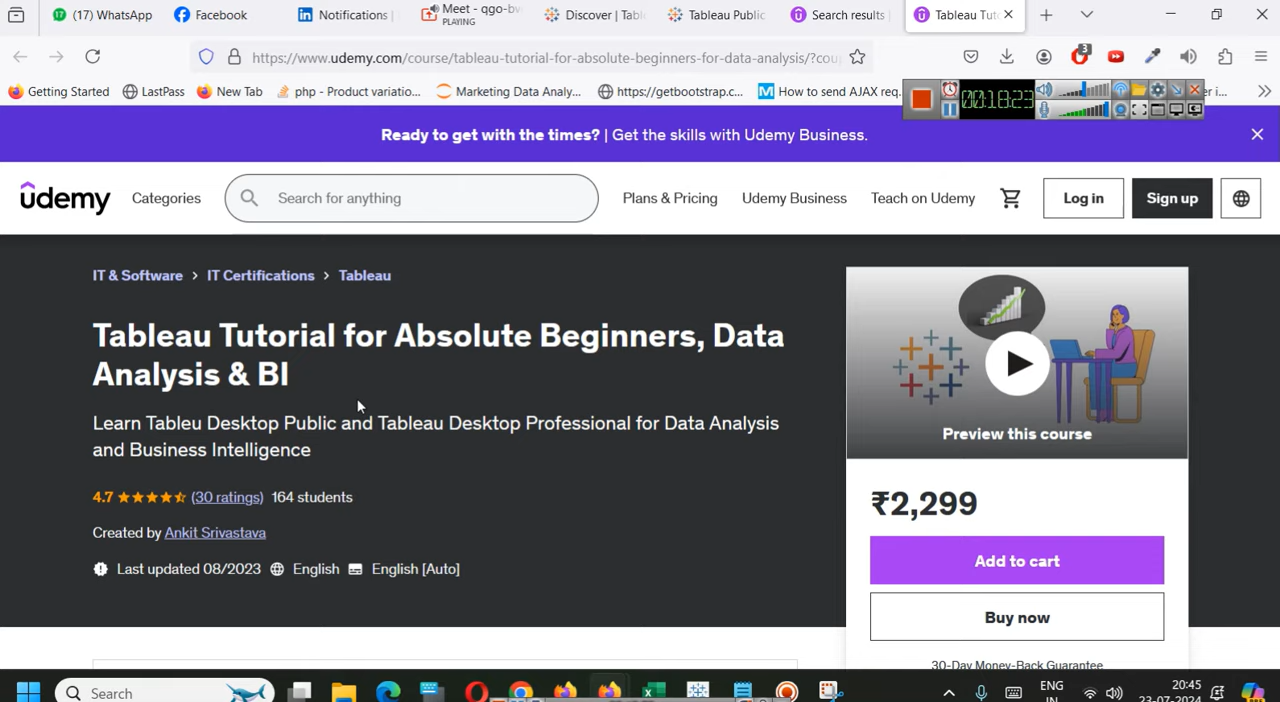 (17) WhatsApp
Facebook
Notifications |
Meet - qgo-bv
PLAYING
Discover | Tabl
Tableau Public
Search results
Tableau Tut
https://www.udemy.com/course/tableau-tutorial-for-absolute-beginners-for-data-analysis/?cou
3
Getting Started
LastPass
New Tab
php - Product variatio...
Marketing Data Analy...
https://getbootstrap.c...
How to send AJAX req...
00:18:23
Ready to get with the times? | Get the skills with Udemy Business.
udemy
Categories
Search for anything
Plans & Pricing
Udemy Business
Teach on Udemy
Log in
Sign up
IT & Software > IT Certifications > Tableau
Tableau Tutorial for Absolute Beginners, Data
Analysis & BI
Learn Tableu Desktop Public and Tableau Desktop Professional for Data Analysis
and Business Intelligence
4.7 (30 ratings) 164 students
Created by Ankit Srivastava
Last updated 08/2023 English English [Auto]
Preview this course
₹2,299
Add to cart
Buy now
30-Day Money-Back Guarantee
Search
ENG
IN
20:45
23-07-2024